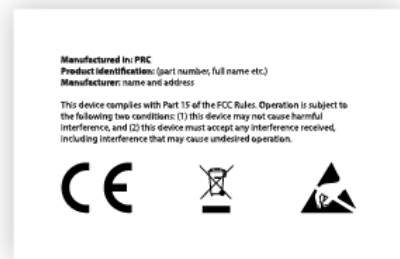 Manufactured in: PRC
Product identification: (part number, full name etc.)
Manufacturer: name and address
This device complies with Part 15 of the FCC Rules. Operation is subject to
the following two conditions: (1) this device may not cause harmful
interference, and (2) this device must accept any interference received,
including interference that may cause undesired operation.
CE